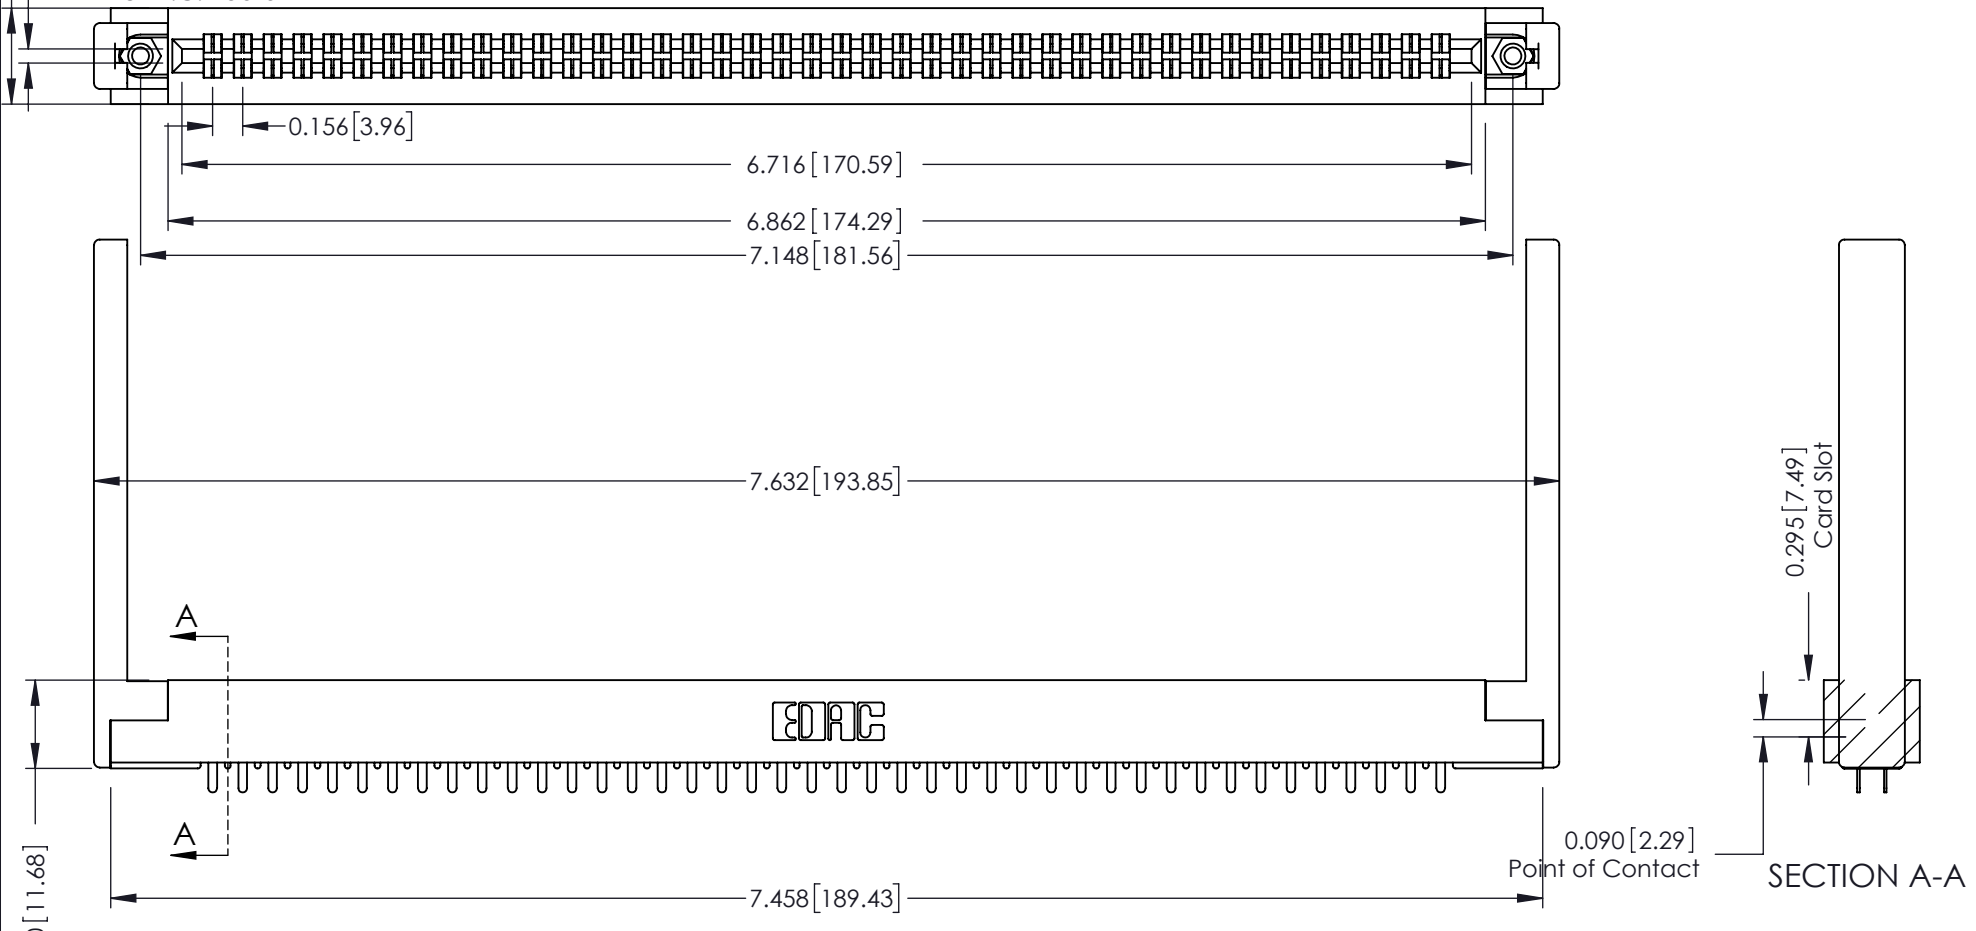 0.156[3.96]
6.716[170.59]
6.862[174.29]
7.148[181.56]
7.632[193.85]
0.295[7.49]
Card Slot
A
EDAC
A
0.090[2.29]
Point of Contact
SECTION A-A
[11.68]
7.458[189.43]